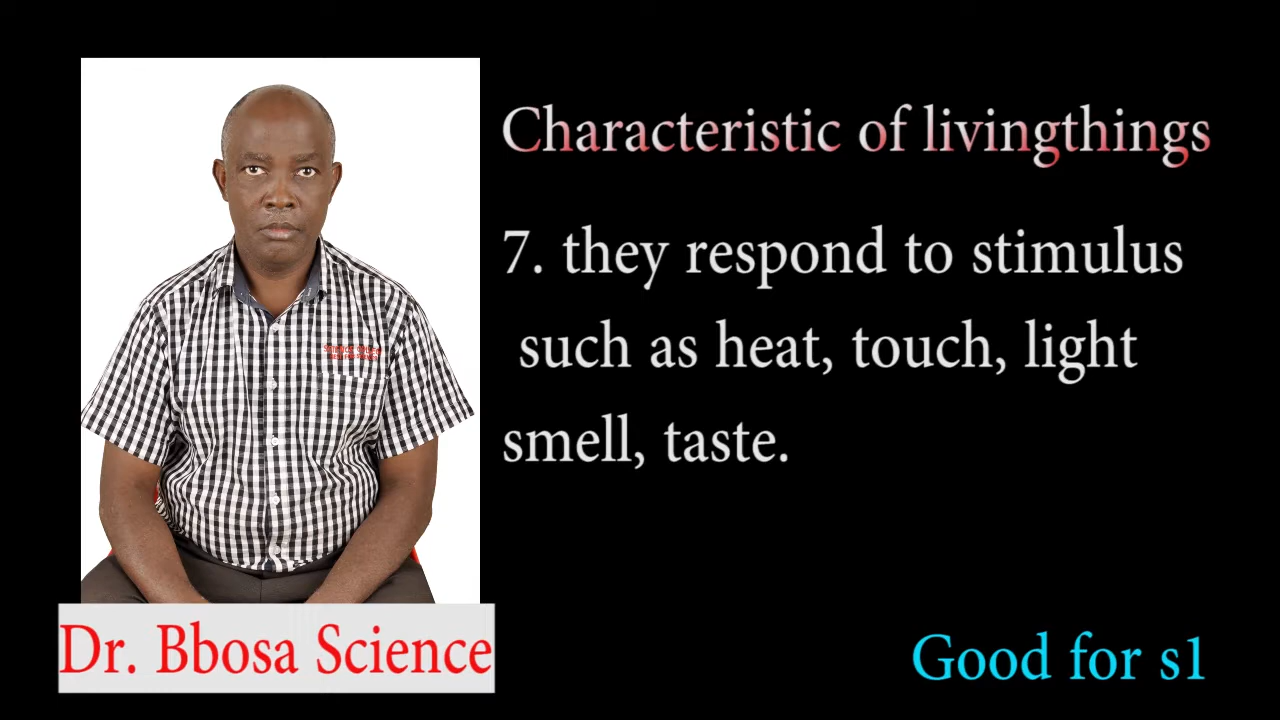 Characteristic of livingthings
7. they respond to stimulus
such as heat, touch, light
smell, taste.
Dr. Bbosa Science
Good for s1